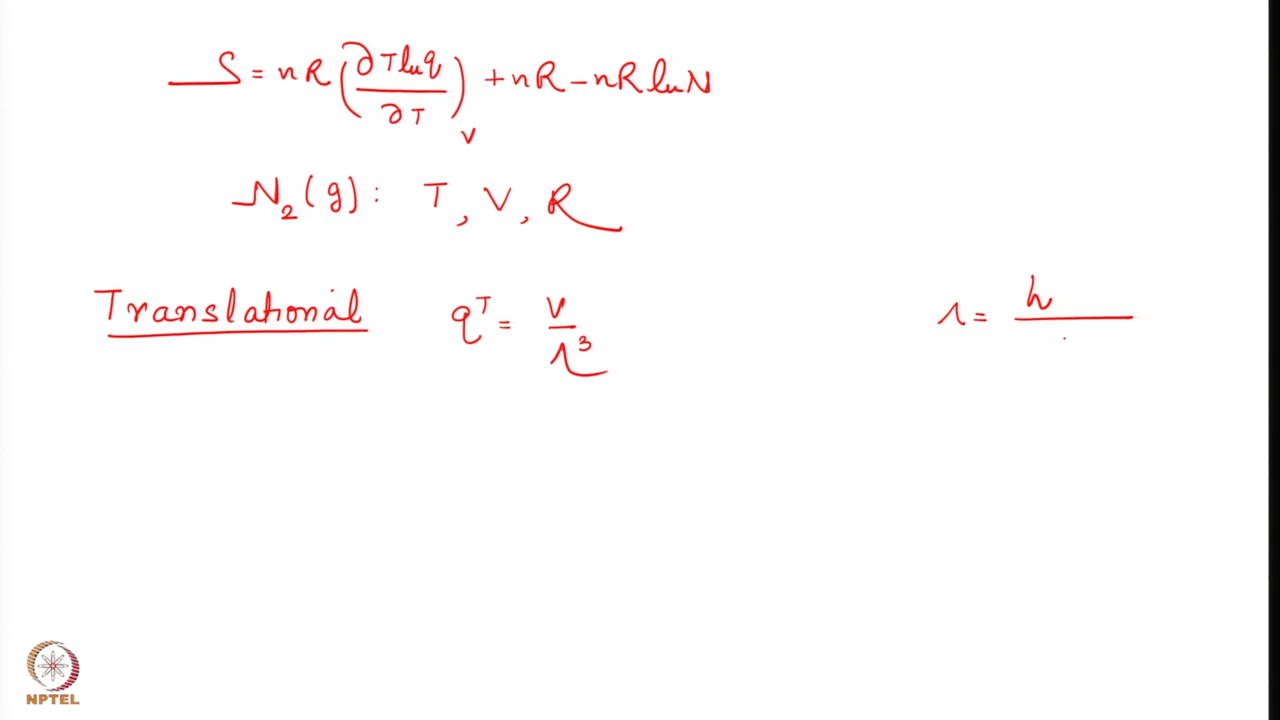 S = nR (∂T ln q / ∂T)_V + nR − nR ln N
N₂(g) : T, V, R
Translational q^T = V / Λ³ Λ = h /
NPTEL